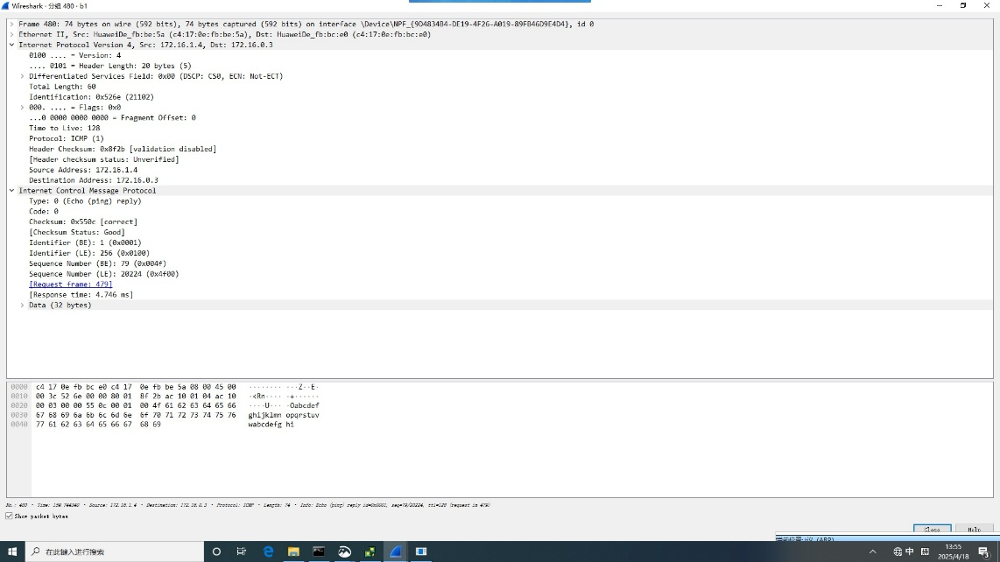 Wireshark · 分组 480 · b1
Frame 480: 74 bytes on wire (592 bits), 74 bytes captured (592 bits) on interface \Device\NPF_{9D4834B4-DE19-4F26-A019-89FB46D9E4D4}, id 0
Ethernet II, Src: HuaweiDe_fb:be:5a (c4:17:0e:fb:be:5a), Dst: HuaweiDe_fb:bc:e0 (c4:17:0e:fb:bc:e0)
Internet Protocol Version 4, Src: 172.16.1.4, Dst: 172.16.0.3
0100 .... = Version: 4
.... 0101 = Header Length: 20 bytes (5)
Differentiated Services Field: 0x00 (DSCP: CS0, ECN: Not-ECT)
Total Length: 60
Identification: 0x526e (21102)
000. .... = Flags: 0x0
...0 0000 0000 0000 = Fragment Offset: 0
Time to Live: 128
Protocol: ICMP (1)
Header Checksum: 0x8f2b [validation disabled]
[Header checksum status: Unverified]
Source Address: 172.16.1.4
Destination Address: 172.16.0.3
Internet Control Message Protocol
Type: 0 (Echo (ping) reply)
Code: 0
Checksum: 0x550c [correct]
[Checksum Status: Good]
Identifier (BE): 1 (0x0001)
Identifier (LE): 256 (0x0100)
Sequence Number (BE): 79 (0x004f)
Sequence Number (LE): 20224 (0x4f00)
[Request frame: 479]
[Response time: 4.746 ms]
Data (32 bytes)
0000 c4 17 0e fb bc e0 c4 17 0e fb be 5a 08 00 45 00 ········ ···Z··E·
0010 00 3c 52 6e 00 00 80 01 8f 2b ac 10 01 04 ac 10 ·<Rn···· ·+······
0020 00 03 00 00 55 0c 00 01 00 4f 61 62 63 64 65 66 ····U··· ·Oabcdef
0030 67 68 69 6a 6b 6c 6d 6e 6f 70 71 72 73 74 75 76 ghijklmn opqrstuv
0040 77 61 62 63 64 65 66 67 68 69 wabcdefg hi
No.: 480 · Time: 158.744340 · Source: 172.16.1.4 · Destination: 172.16.0.3 · Protocol: ICMP · Length: 74 · Info: Echo (ping) reply id=0x0001, seq=79/20224, ttl=128 (request in 479)
Show packet bytes
Close Help
(ARP)
在此键入进行搜索
中
13:55
2025/4/18
3